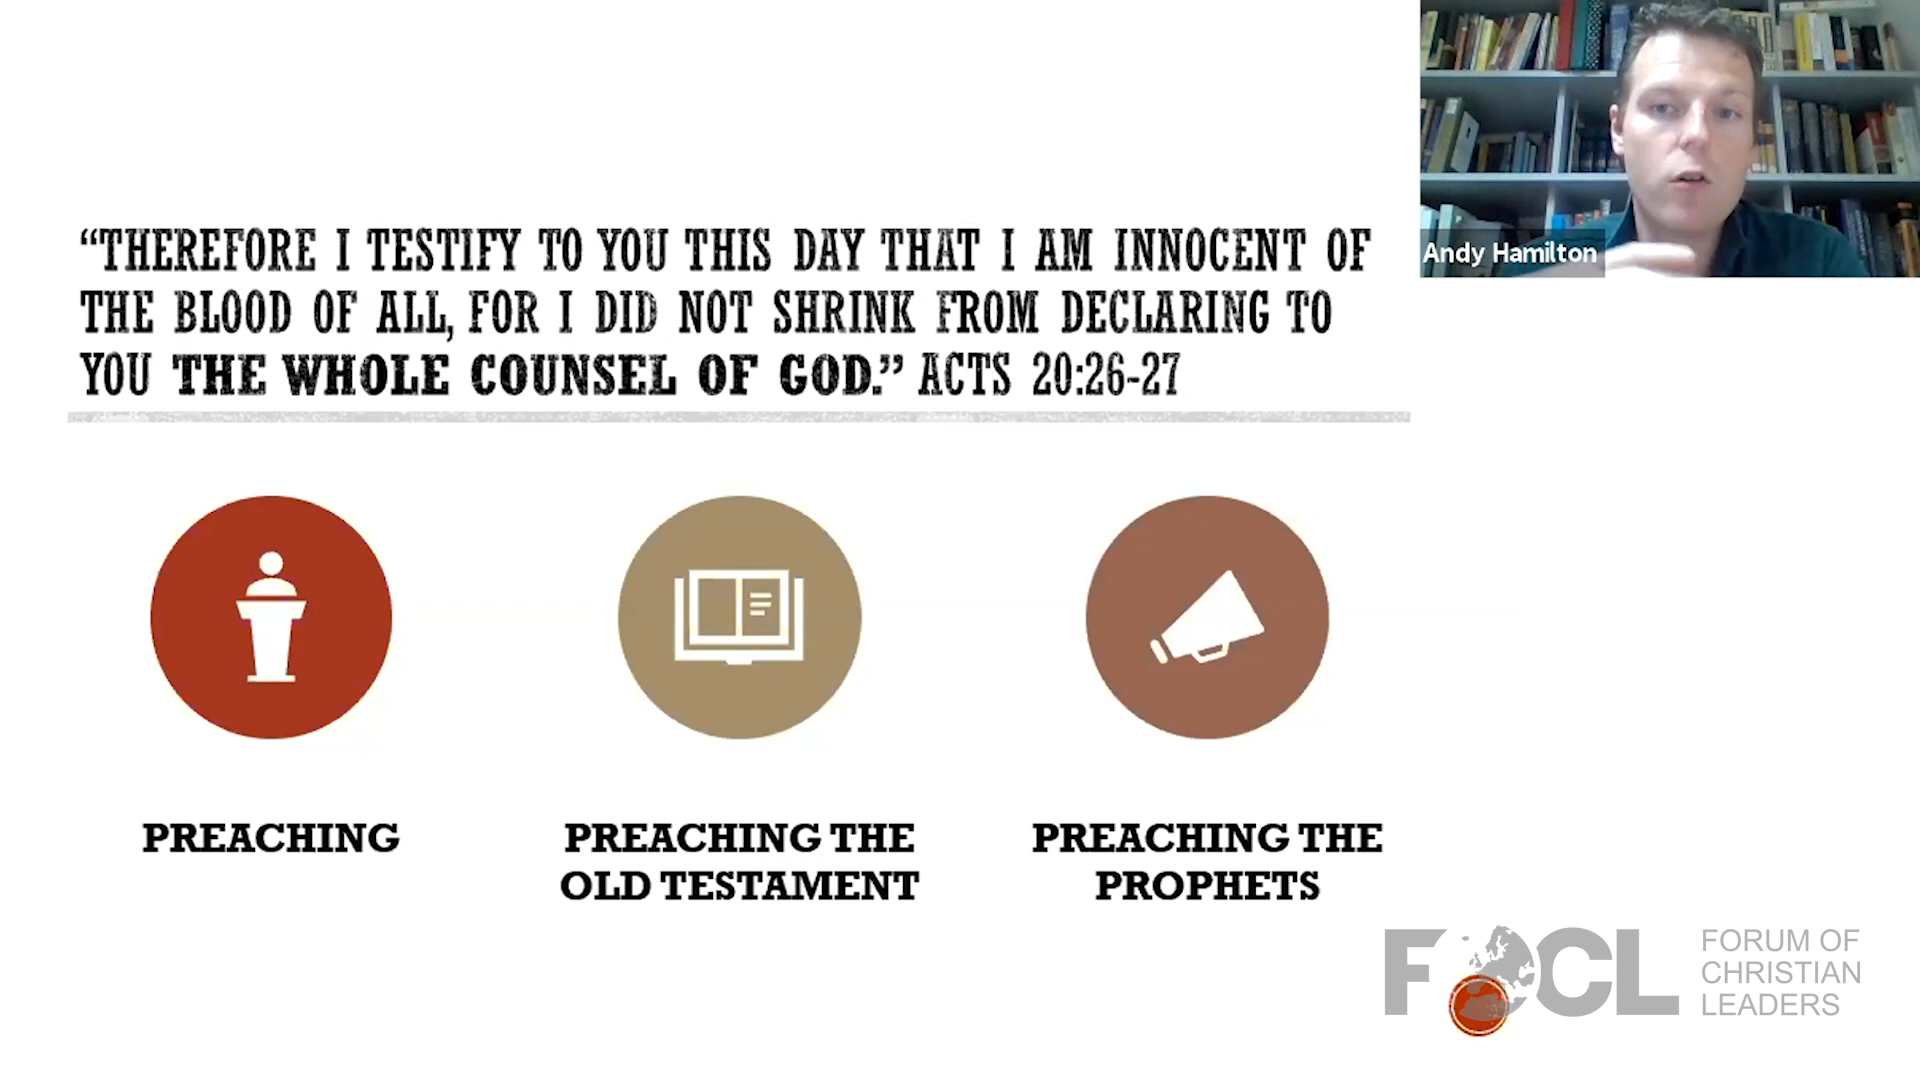 “THEREFORE I TESTIFY TO YOU THIS DAY THAT I AM INNOCENT OF
THE BLOOD OF ALL, FOR I DID NOT SHRINK FROM DECLARING TO
YOU THE WHOLE COUNSEL OF GOD.” ACTS 20:26-27
Andy Hamilton
PREACHING
PREACHING THE
OLD TESTAMENT
PREACHING THE
PROPHETS
FOCL
FORUM OF
CHRISTIAN
LEADERS